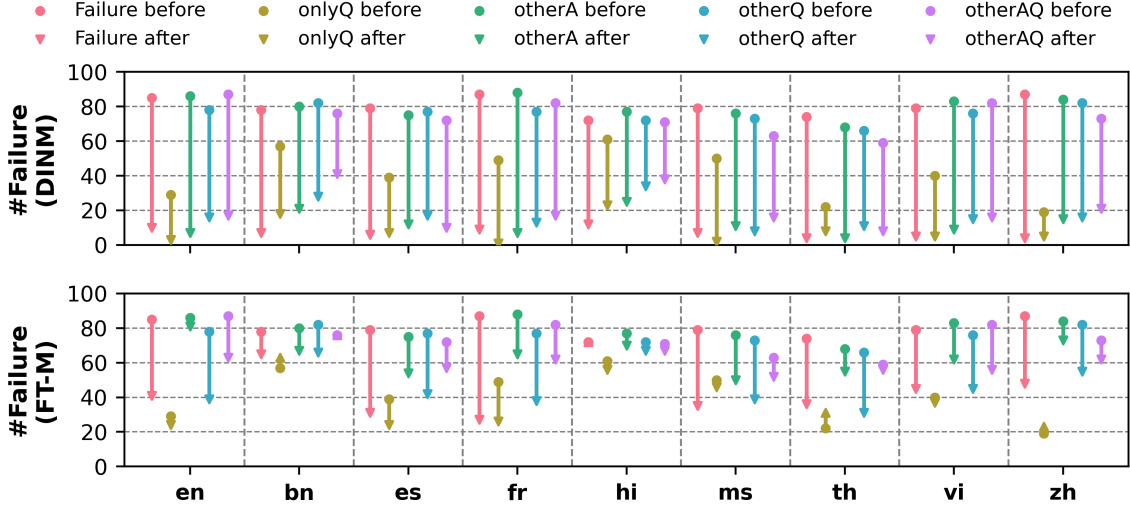 Failure before onlyQ before otherA before otherQ before otherAQ before
Failure after onlyQ after otherA after otherQ after otherAQ after
#Failure
(DINM)
100
80
60
40
20
0
#Failure
(FT-M)
100
80
60
40
20
0
en bn es fr hi ms th vi zh